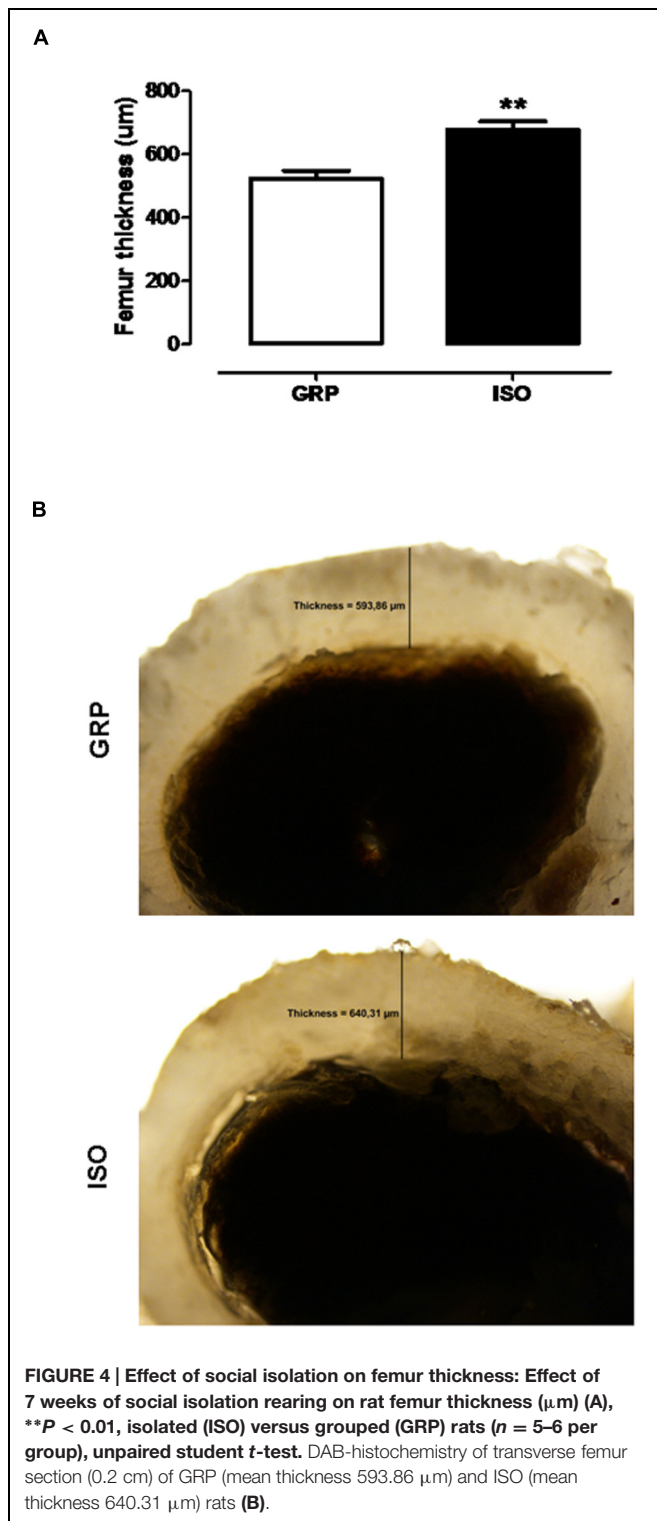 A
800
600
400
200
0
Femur thickness (um)
**
GRP
ISO
B
Thickness = 593,86 μm
GRP
Thickness = 640,31 μm
ISO
FIGURE 4 | Effect of social isolation on femur thickness: Effect of
7 weeks of social isolation rearing on rat femur thickness (μm) (A),
**P < 0.01, isolated (ISO) versus grouped (GRP) rats (n = 5–6 per
group), unpaired student t-test. DAB-histochemistry of transverse femur
section (0.2 cm) of GRP (mean thickness 593.86 μm) and ISO (mean
thickness 640.31 μm) rats (B).